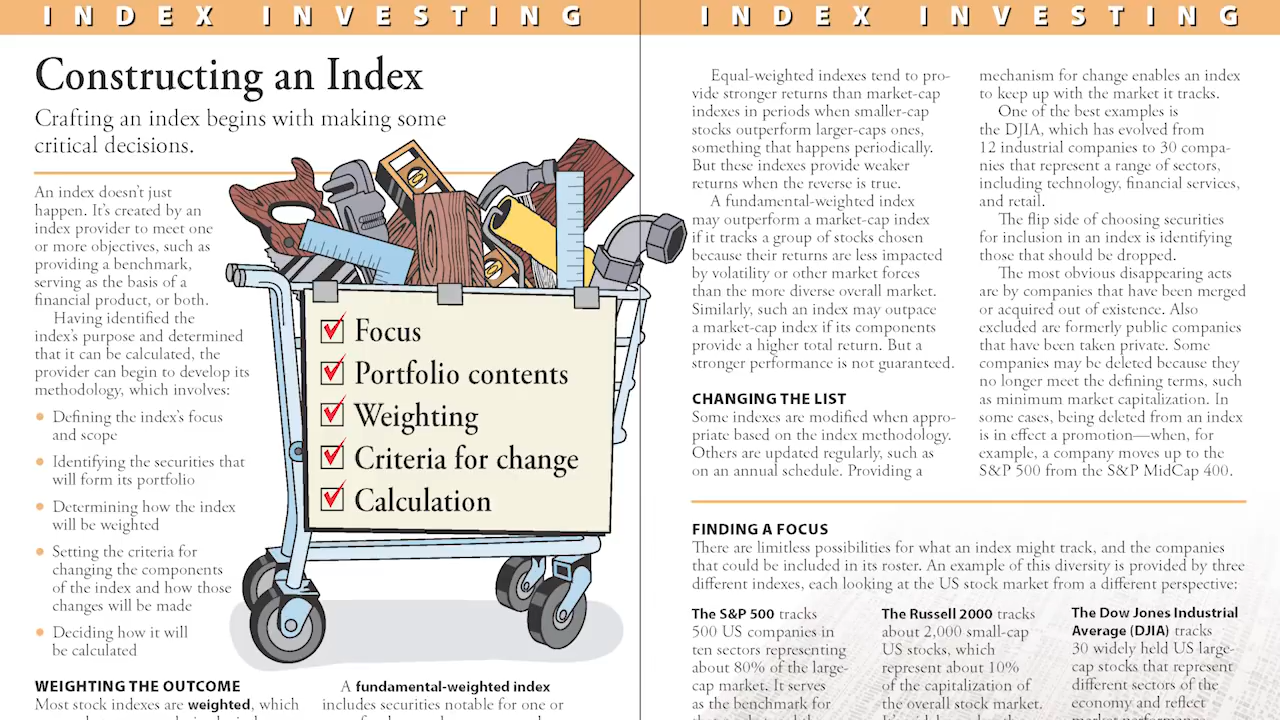 INDEX INVESTING
Constructing an Index
Crafting an index begins with making some
critical decisions.
An index doesn't just
happen. It's created by an
index provider to meet one
or more objectives, such as
providing a benchmark,
serving as the basis of a
financial product, or both.
Having identified the
index's purpose and determined
that it can be calculated, the
provider can begin to develop its
methodology, which involves:
• Defining the index's focus
and scope
• Identifying the securities that
will form its portfolio
• Determining how the index
will be weighted
• Setting the criteria for
changing the components
of the index and how those
changes will be made
• Deciding how it will
be calculated
Focus
Portfolio contents
Weighting
Criteria for change
Calculation
WEIGHTING THE OUTCOME
Most stock indexes are weighted, which
A fundamental-weighted index
includes securities notable for one or
INDEX INVESTING
Equal-weighted indexes tend to pro-
vide stronger returns than market-cap
indexes in periods when smaller-cap
stocks outperform larger-caps ones,
something that happens periodically.
But these indexes provide weaker
returns when the reverse is true.
A fundamental-weighted index
may outperform a market-cap index
if it tracks a group of stocks chosen
because their returns are less impacted
by volatility or other market forces
than the more diverse overall market.
Similarly, such an index may outpace
a market-cap index if its components
provide a higher total return. But a
stronger performance is not guaranteed.
CHANGING THE LIST
Some indexes are modified when appro-
priate based on the index methodology.
Others are updated regularly, such as
on an annual schedule. Providing a
mechanism for change enables an index
to keep up with the market it tracks.
One of the best examples is
the DJIA, which has evolved from
12 industrial companies to 30 compa-
nies that represent a range of sectors,
including technology, financial services,
and retail.
The flip side of choosing securities
for inclusion in an index is identifying
those that should be dropped.
The most obvious disappearing acts
are by companies that have been merged
or acquired out of existence. Also
excluded are formerly public companies
that have been taken private. Some
companies may be deleted because they
no longer meet the defining terms, such
as minimum market capitalization. In
some cases, being deleted from an index
is in effect a promotion—when, for
example, a company moves up to the
S&P 500 from the S&P MidCap 400.
FINDING A FOCUS
There are limitless possibilities for what an index might track, and the companies
that could be included in its roster. An example of this diversity is provided by three
different indexes, each looking at the US stock market from a different perspective:
The S&P 500 tracks
500 US companies in
ten sectors representing
about 80% of the large-
cap market. It serves
as the benchmark for
The Russell 2000 tracks
about 2,000 small-cap
US stocks, which
represent about 10%
of the capitalization of
the overall stock market.
The Dow Jones Industrial
Average (DJIA) tracks
30 widely held US large-
cap stocks that represent
different sectors of the
economy and reflect